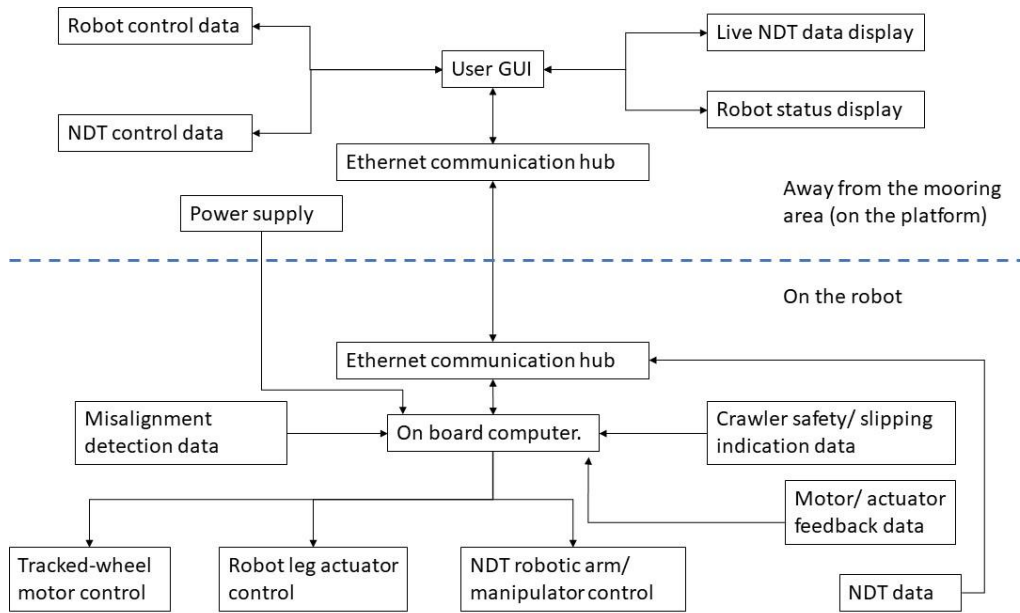 Robot control data
Live NDT data display
User GUI
NDT control data
Robot status display
Ethernet communication hub
Away from the mooring
area (on the platform)
Power supply
On the robot
Ethernet communication hub
Misalignment
detection data
On board computer.
Crawler safety/ slipping
indication data
Motor/ actuator
feedback data
Tracked-wheel
motor control
Robot leg actuator
control
NDT robotic arm/
manipulator control
NDT data